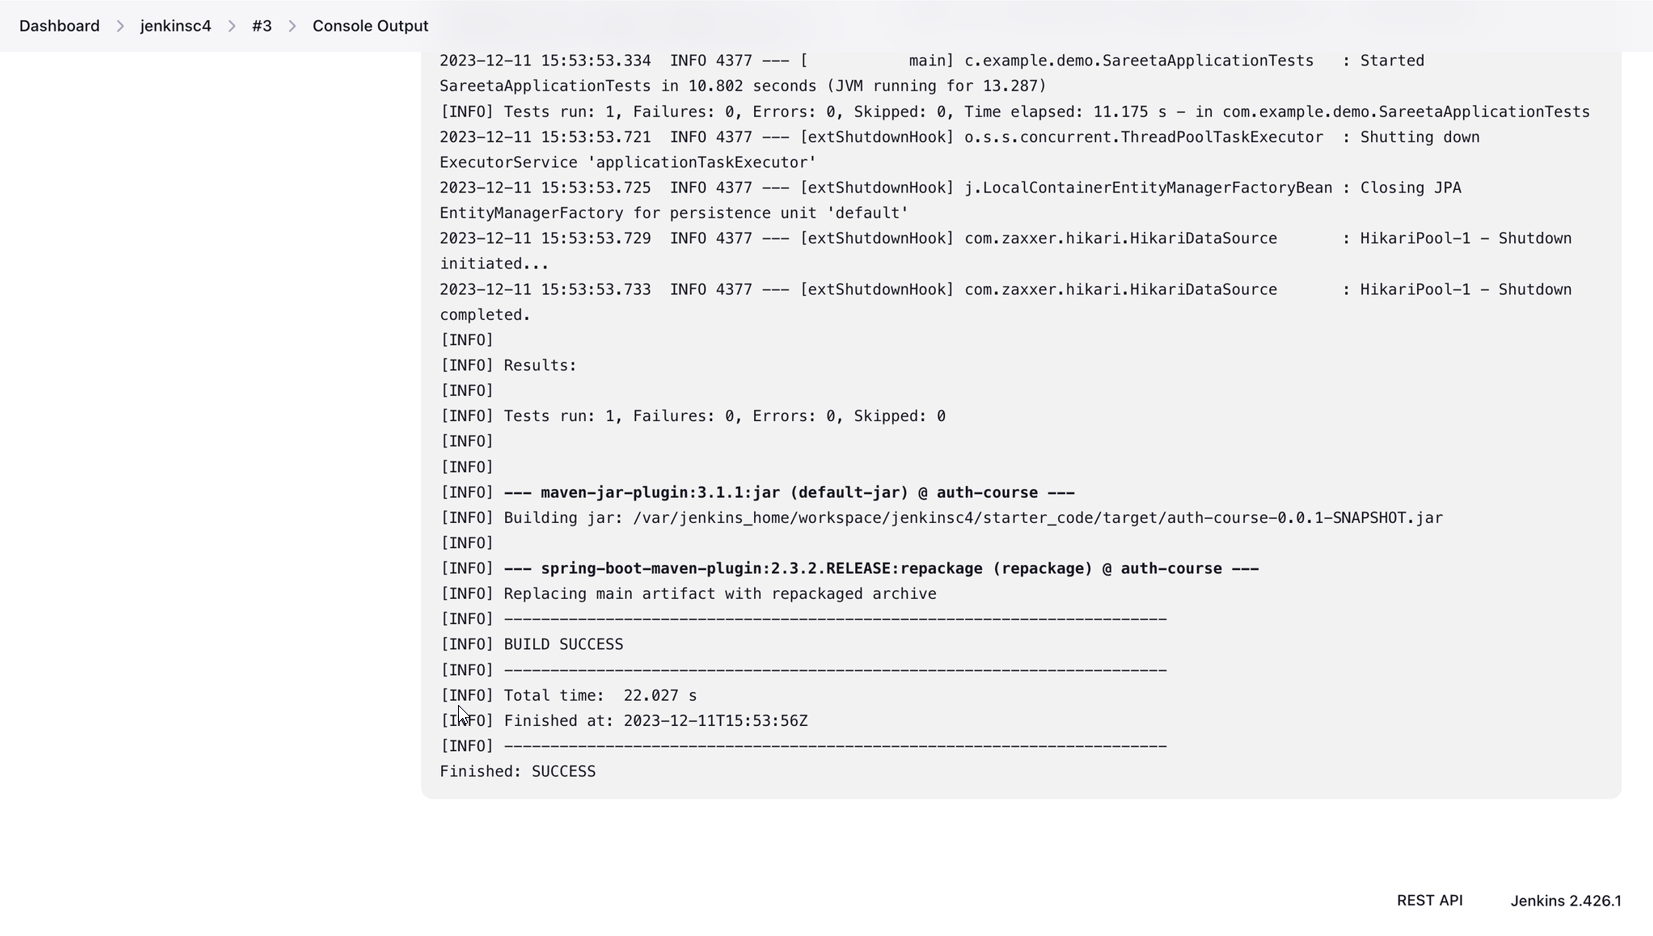 Dashboard > jenkinsc4 > #3 > Console Output
2023-12-11 15:53:53.334  INFO 4377 --- [           main] c.example.demo.SareetaApplicationTests   : Started
SareetaApplicationTests in 10.802 seconds (JVM running for 13.287)
[INFO] Tests run: 1, Failures: 0, Errors: 0, Skipped: 0, Time elapsed: 11.175 s - in com.example.demo.SareetaApplicationTests
2023-12-11 15:53:53.721  INFO 4377 --- [extShutdownHook] o.s.s.concurrent.ThreadPoolTaskExecutor  : Shutting down
ExecutorService 'applicationTaskExecutor'
2023-12-11 15:53:53.725  INFO 4377 --- [extShutdownHook] j.LocalContainerEntityManagerFactoryBean : Closing JPA
EntityManagerFactory for persistence unit 'default'
2023-12-11 15:53:53.729  INFO 4377 --- [extShutdownHook] com.zaxxer.hikari.HikariDataSource       : HikariPool-1 - Shutdown
initiated...
2023-12-11 15:53:53.733  INFO 4377 --- [extShutdownHook] com.zaxxer.hikari.HikariDataSource       : HikariPool-1 - Shutdown
completed.
[INFO]
[INFO] Results:
[INFO]
[INFO] Tests run: 1, Failures: 0, Errors: 0, Skipped: 0
[INFO]
[INFO]
[INFO] --- maven-jar-plugin:3.1.1:jar (default-jar) @ auth-course ---
[INFO] Building jar: /var/jenkins_home/workspace/jenkinsc4/starter_code/target/auth-course-0.0.1-SNAPSHOT.jar
[INFO]
[INFO] --- spring-boot-maven-plugin:2.3.2.RELEASE:repackage (repackage) @ auth-course ---
[INFO] Replacing main artifact with repackaged archive
[INFO] ------------------------------------------------------------------------
[INFO] BUILD SUCCESS
[INFO] ------------------------------------------------------------------------
[INFO] Total time:  22.027 s
[INFO] Finished at: 2023-12-11T15:53:56Z
[INFO] ------------------------------------------------------------------------
Finished: SUCCESS
REST API
Jenkins 2.426.1